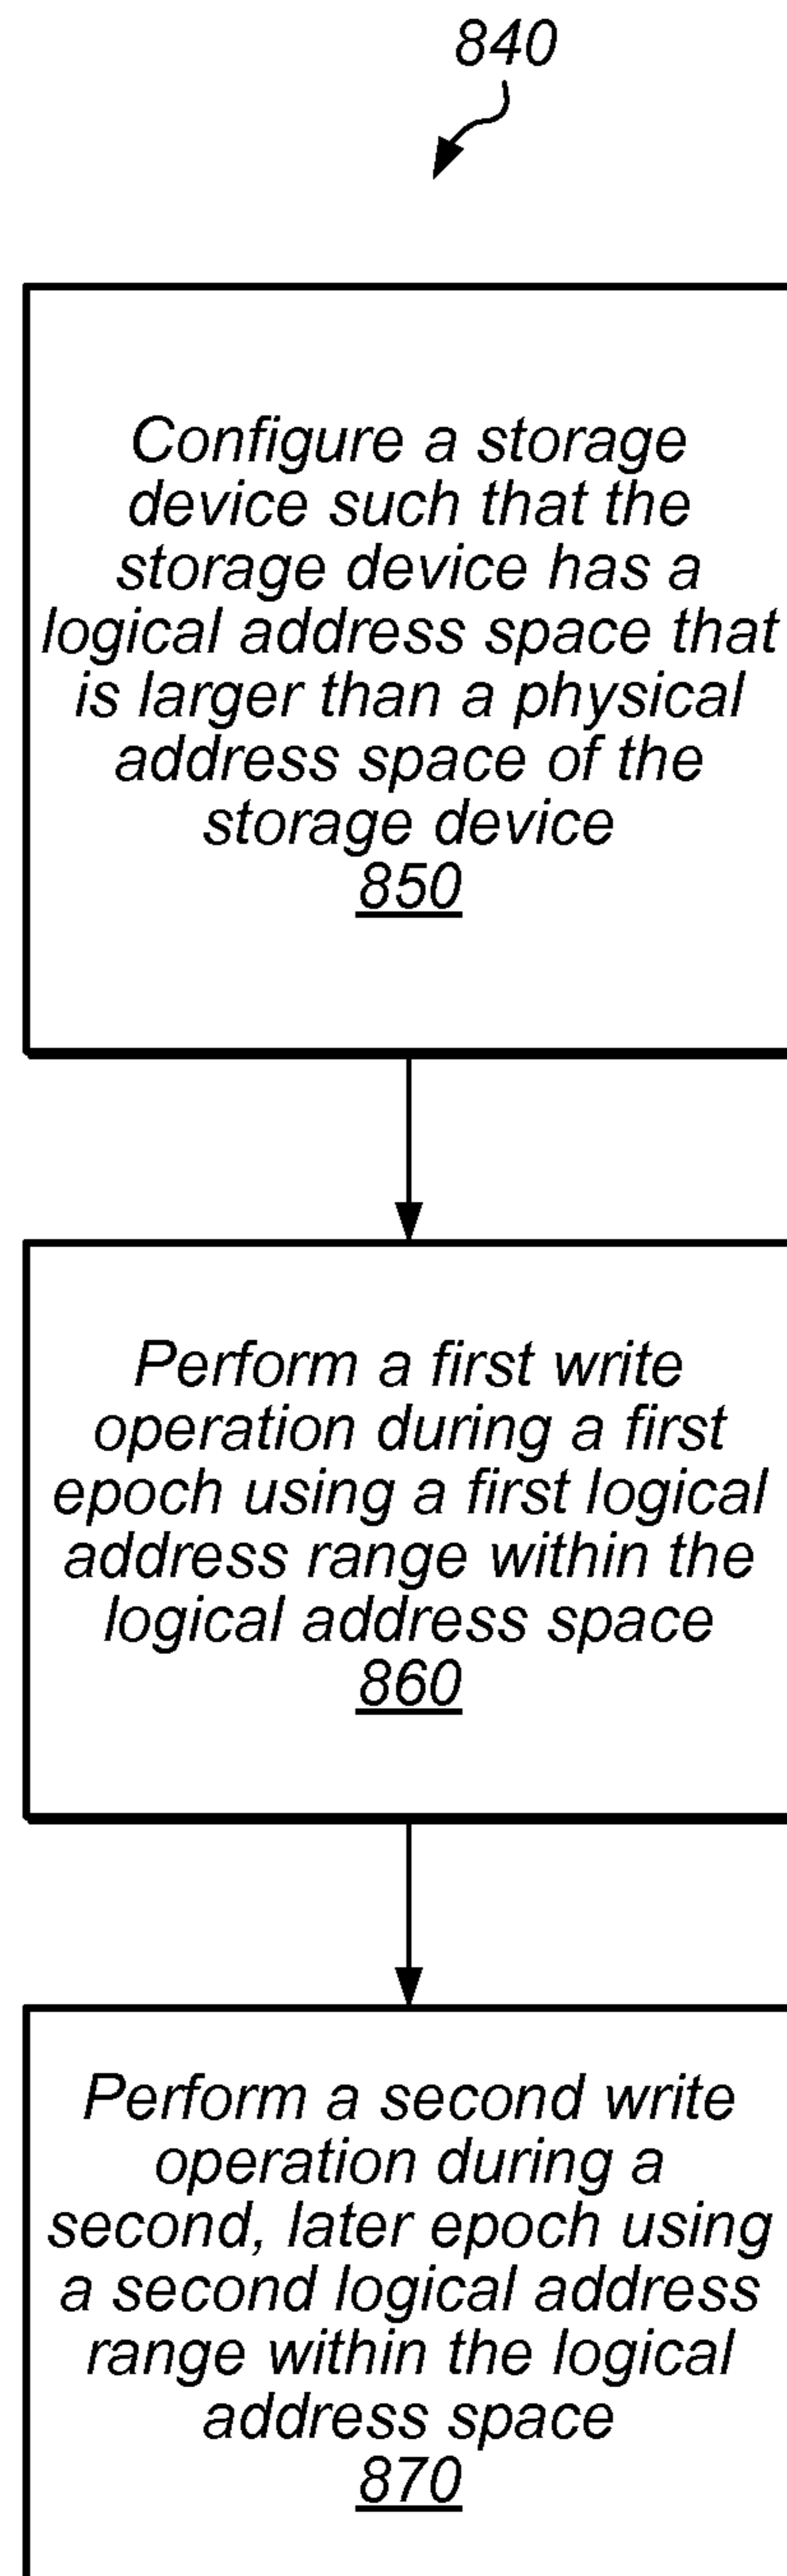 840
Configure a storage
device such that the
storage device has a
logical address space that
is larger than a physical
address space of the
storage device
850
Perform a first write
operation during a first
epoch using a first logical
address range within the
logical address space
860
Perform a second write
operation during a
second, later epoch using
a second logical address
range within the logical
address space
870